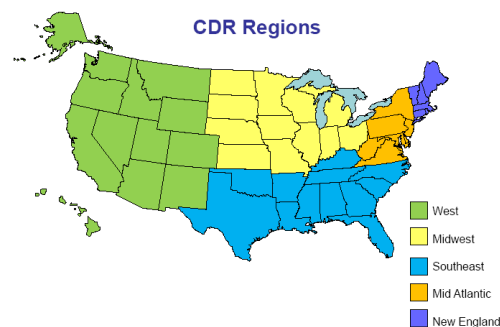 CDR Regions
West
Midwest
Southeast
Mid Atlantic
New England